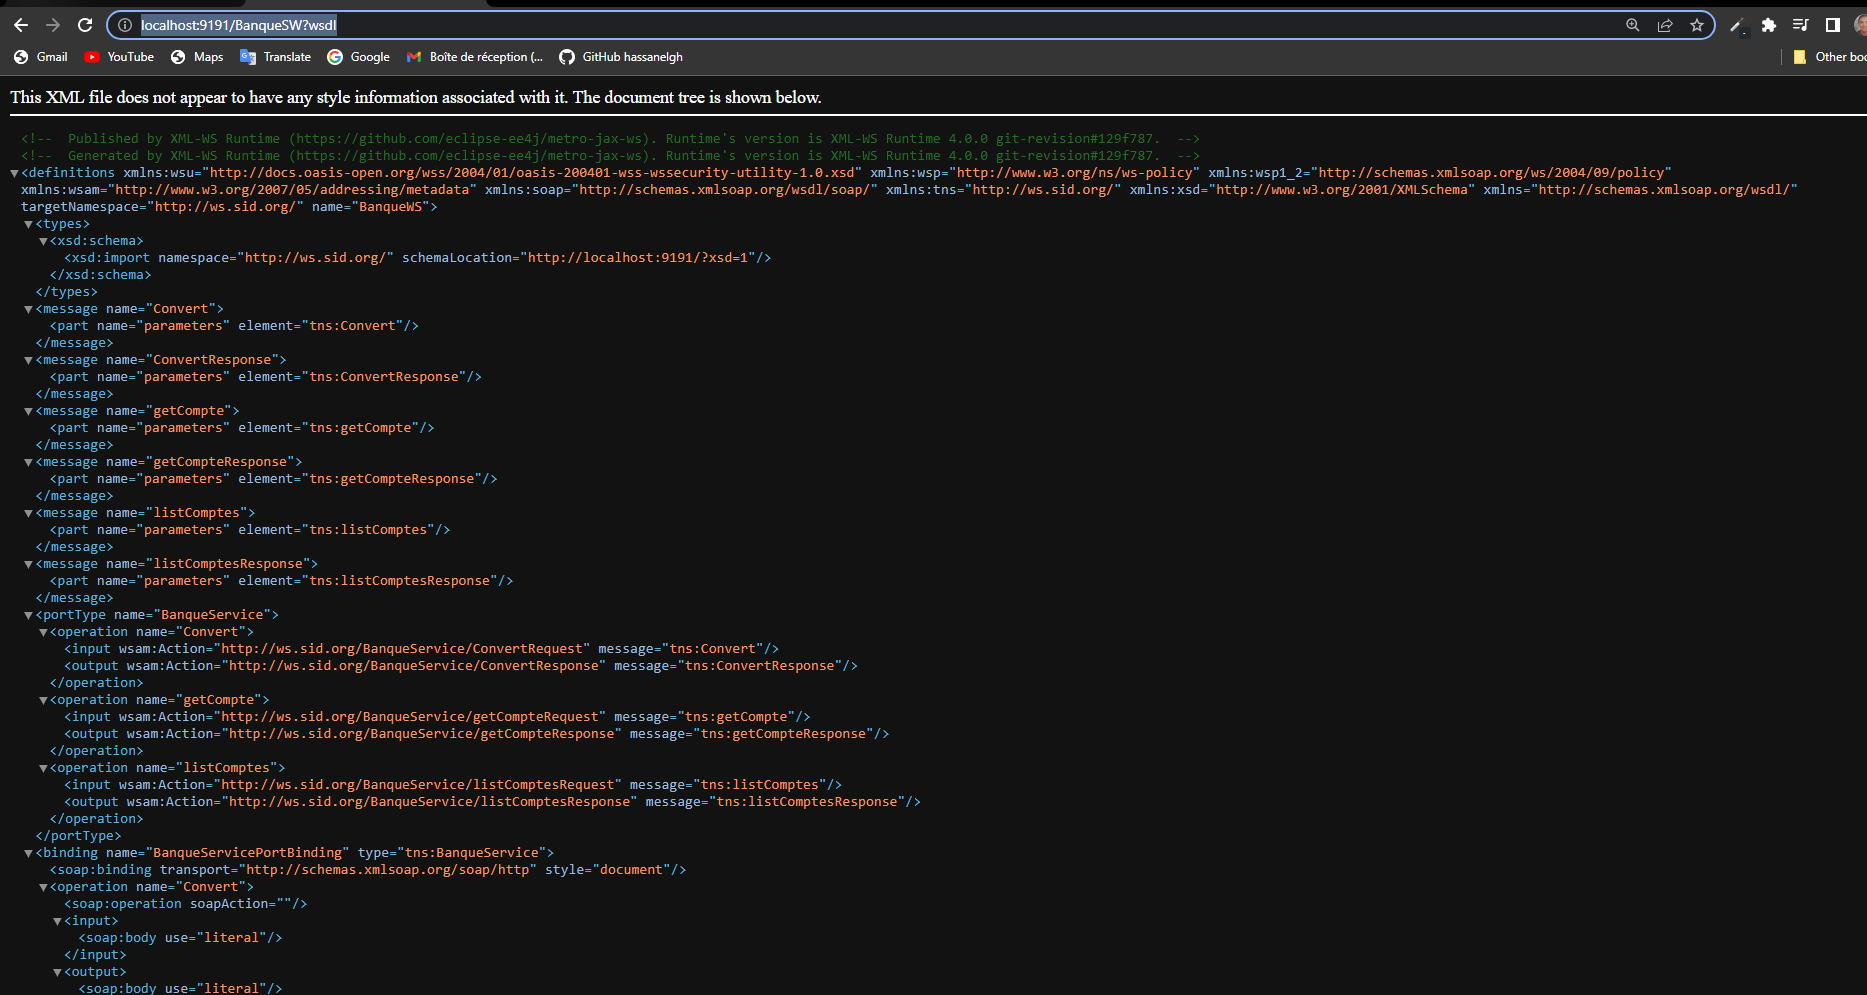 localhost:9191/BanqueSW?wsdl
Gmail YouTube Maps Translate Google Boîte de réception (... GitHub hassanelgh Other boo
This XML file does not appear to have any style information associated with it. The document tree is shown below.
<!-- Published by XML-WS Runtime (https://github.com/eclipse-ee4j/metro-jax-ws). Runtime's version is XML-WS Runtime 4.0.0 git-revision#129f787. -->
<!-- Generated by XML-WS Runtime (https://github.com/eclipse-ee4j/metro-jax-ws). Runtime's version is XML-WS Runtime 4.0.0 git-revision#129f787. -->
▼<definitions xmlns:wsu="http://docs.oasis-open.org/wss/2004/01/oasis-200401-wss-wssecurity-utility-1.0.xsd" xmlns:wsp="http://www.w3.org/ns/ws-policy" xmlns:wsp1_2="http://schemas.xmlsoap.org/ws/2004/09/policy"
xmlns:wsam="http://www.w3.org/2007/05/addressing/metadata" xmlns:soap="http://schemas.xmlsoap.org/wsdl/soap/" xmlns:tns="http://ws.sid.org/" xmlns:xsd="http://www.w3.org/2001/XMLSchema" xmlns="http://schemas.xmlsoap.org/wsdl/"
targetNamespace="http://ws.sid.org/" name="BanqueWS">
▼<types>
▼<xsd:schema>
<xsd:import namespace="http://ws.sid.org/" schemaLocation="http://localhost:9191/?xsd=1"/>
</xsd:schema>
</types>
▼<message name="Convert">
<part name="parameters" element="tns:Convert"/>
</message>
▼<message name="ConvertResponse">
<part name="parameters" element="tns:ConvertResponse"/>
</message>
▼<message name="getCompte">
<part name="parameters" element="tns:getCompte"/>
</message>
▼<message name="getCompteResponse">
<part name="parameters" element="tns:getCompteResponse"/>
</message>
▼<message name="listComptes">
<part name="parameters" element="tns:listComptes"/>
</message>
▼<message name="listComptesResponse">
<part name="parameters" element="tns:listComptesResponse"/>
</message>
▼<portType name="BanqueService">
▼<operation name="Convert">
<input wsam:Action="http://ws.sid.org/BanqueService/ConvertRequest" message="tns:Convert"/>
<output wsam:Action="http://ws.sid.org/BanqueService/ConvertResponse" message="tns:ConvertResponse"/>
</operation>
▼<operation name="getCompte">
<input wsam:Action="http://ws.sid.org/BanqueService/getCompteRequest" message="tns:getCompte"/>
<output wsam:Action="http://ws.sid.org/BanqueService/getCompteResponse" message="tns:getCompteResponse"/>
</operation>
▼<operation name="listComptes">
<input wsam:Action="http://ws.sid.org/BanqueService/listComptesRequest" message="tns:listComptes"/>
<output wsam:Action="http://ws.sid.org/BanqueService/listComptesResponse" message="tns:listComptesResponse"/>
</operation>
</portType>
▼<binding name="BanqueServicePortBinding" type="tns:BanqueService">
<soap:binding transport="http://schemas.xmlsoap.org/soap/http" style="document"/>
▼<operation name="Convert">
<soap:operation soapAction=""/>
▼<input>
<soap:body use="literal"/>
</input>
▼<output>
<soap:body use="literal"/>